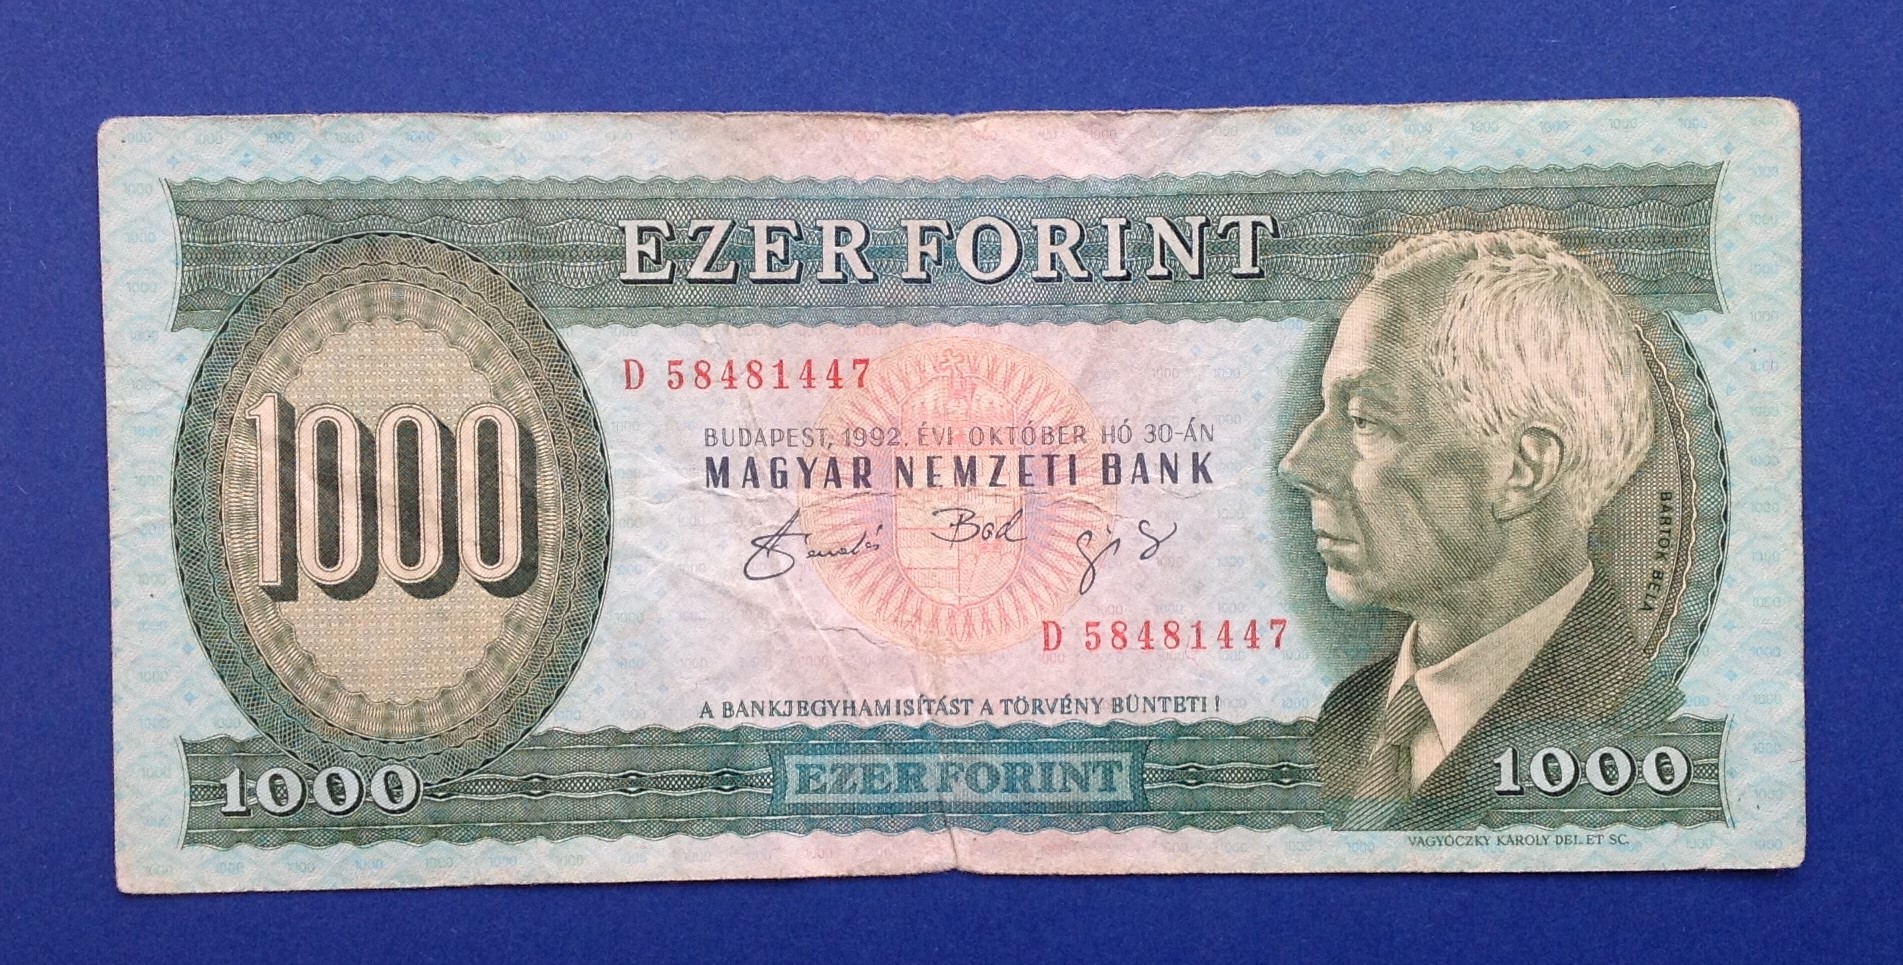 EZER FORINT
D 58481447
1000
BUDAPEST, 1992. ÉVI OKTÓBER HÓ 30-ÁN
MAGYAR NEMZETI BANK
BARTÓK BÉLA
D 58481447
A BANKJEGYHAMISÍTÁST A TÖRVÉNY BÜNTETI!
1000
EZER FORINT
1000
VAGYÓCZKY KÁROLY DEL. ET SC.